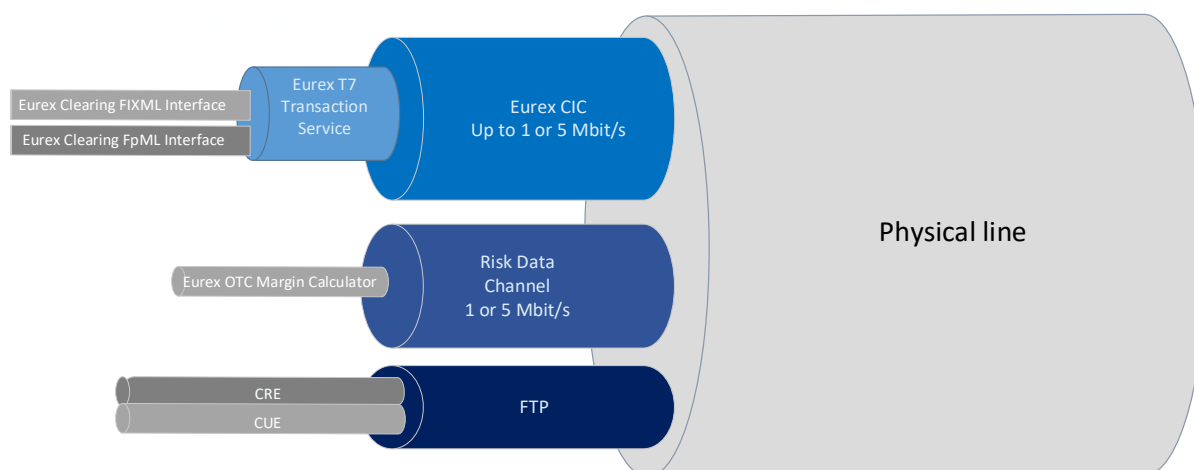 Eurex Clearing FIXML Interface
Eurex Clearing FpML Interface
Eurex T7
Transaction
Service
Eurex CIC
Up to 1 or 5 Mbit/s
Physical line
Eurex OTC Margin Calculator
Risk Data
Channel
1 or 5 Mbit/s
CRE
CUE
FTP